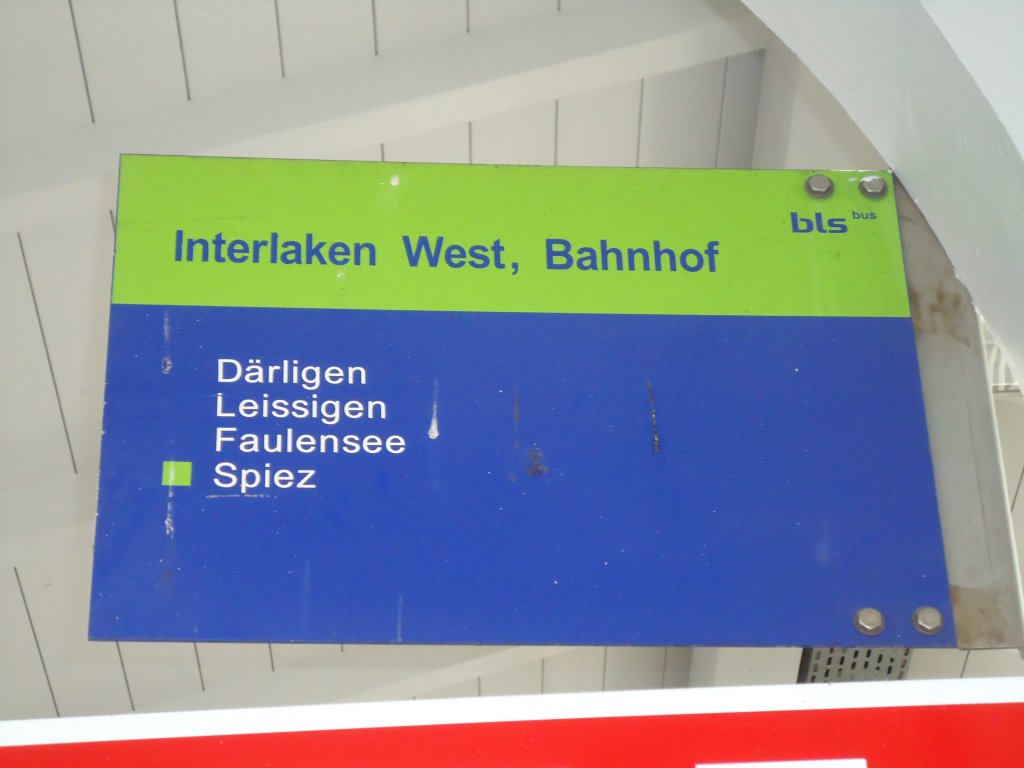 bls bus
Interlaken West, Bahnhof
Därligen
Leissigen
Faulensee
Spiez